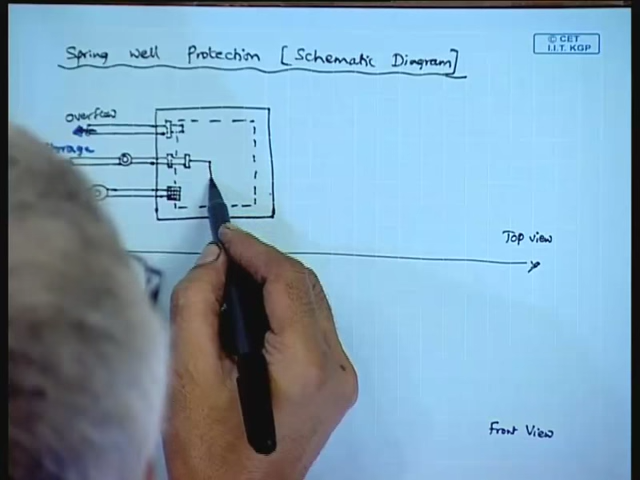 Spring well Protection [Schematic Diagram]
© CET
I.I.T. KGP
overflow
Top view
Front View